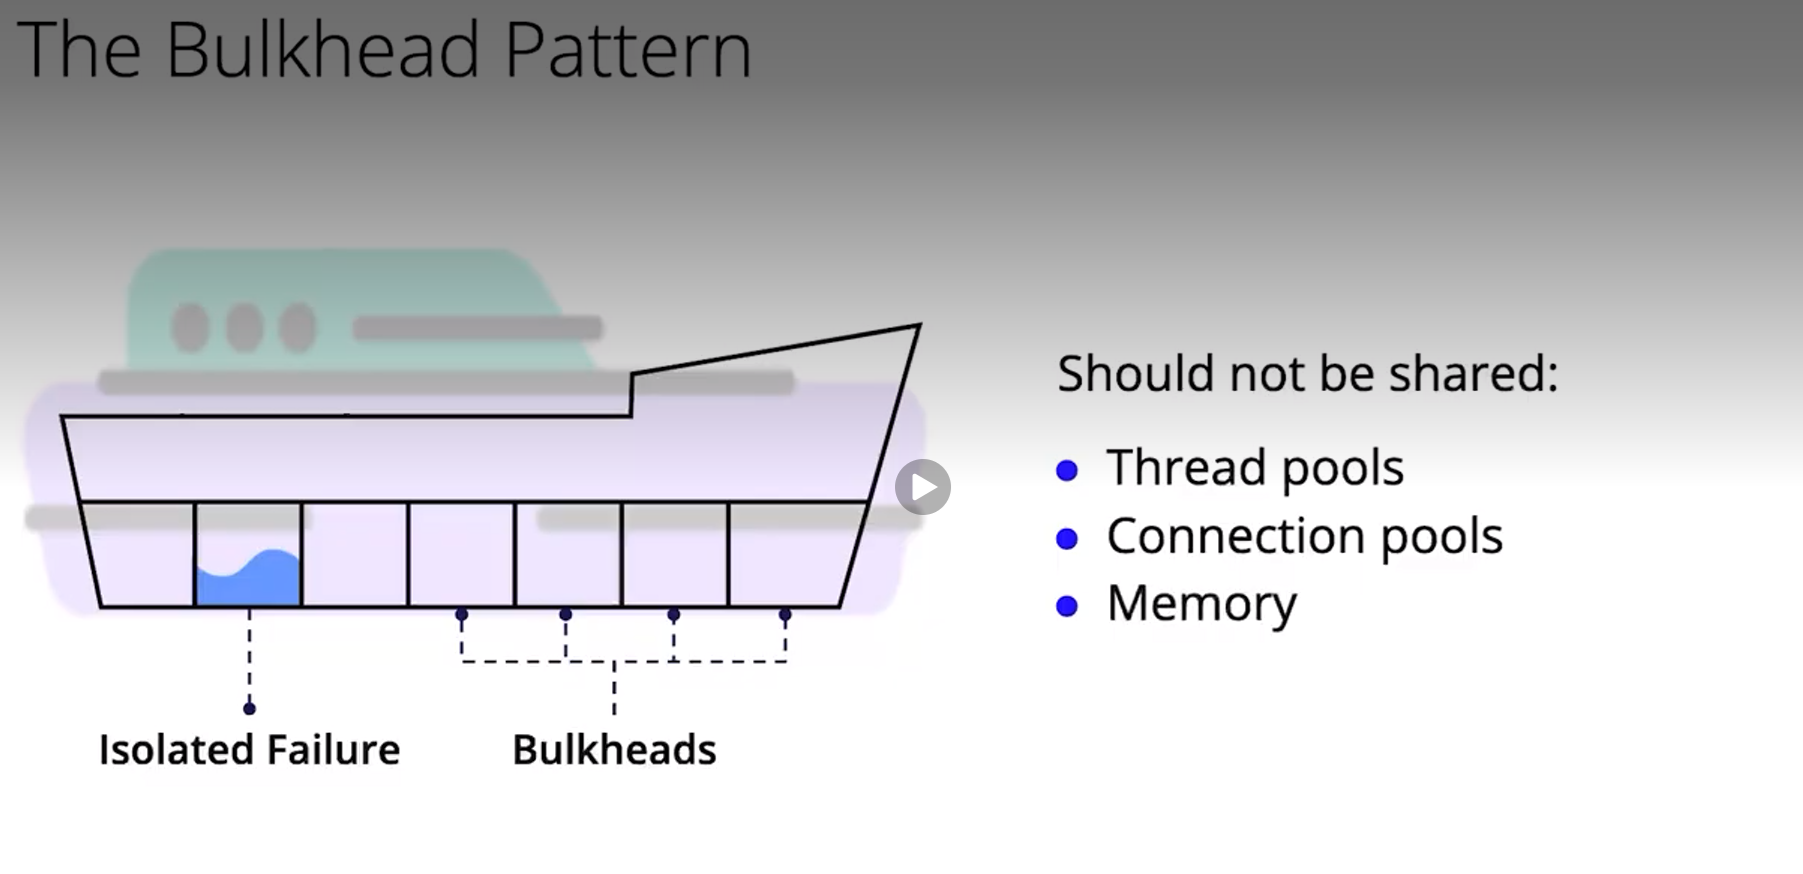 The Bulkhead Pattern
Should not be shared:
Thread pools
Connection pools
Memory
Isolated Failure
Bulkheads